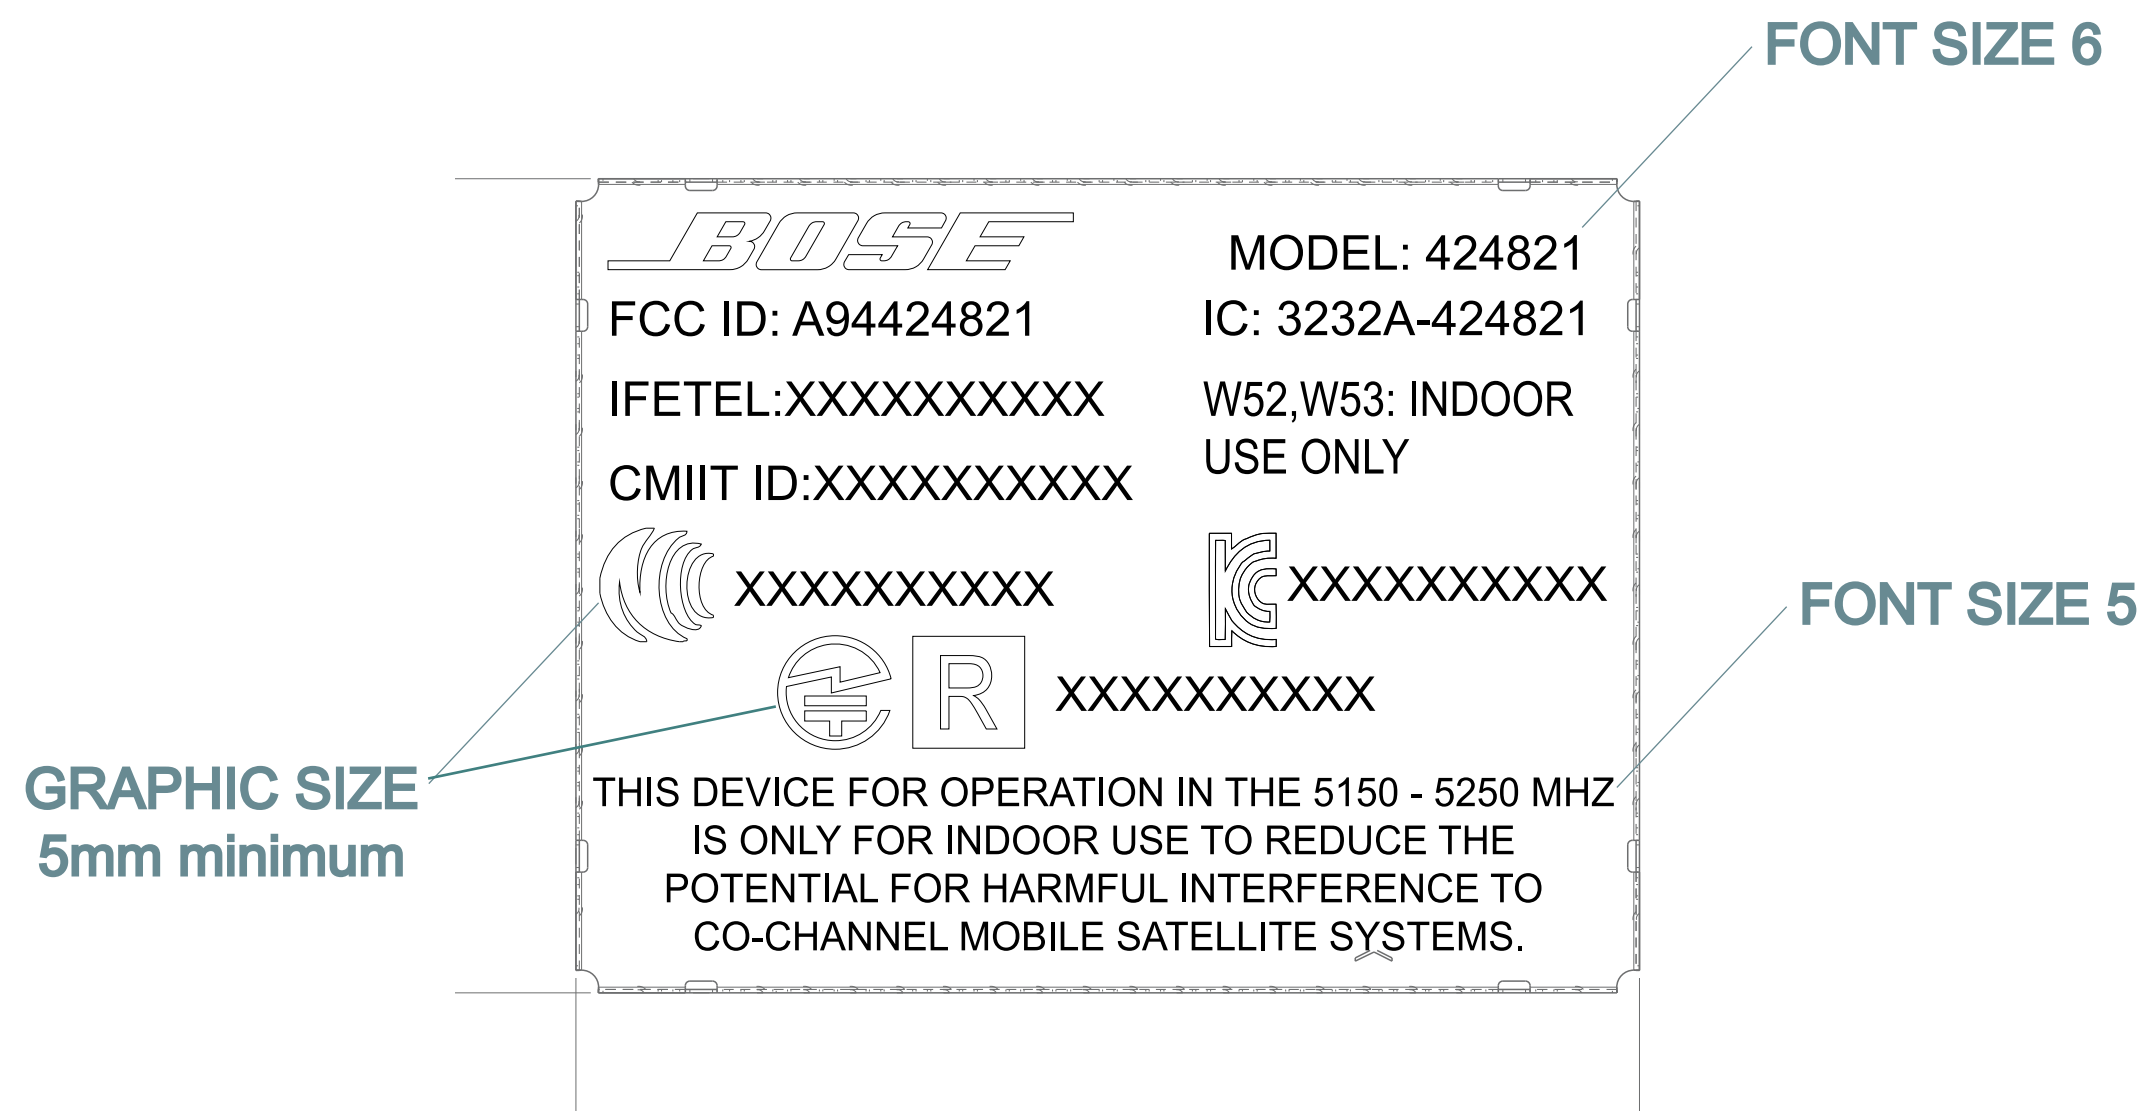 FONT SIZE 6
BOSE
MODEL: 424821
FCC ID: A94424821
IC: 3232A-424821
IFETEL:XXXXXXXXXX
W52,W53: INDOOR
USE ONLY
CMIIT ID:XXXXXXXXXX
XXXXXXXXXX
XXXXXXXXXX
FONT SIZE 5
R
XXXXXXXXXX
GRAPHIC SIZE
5mm minimum
THIS DEVICE FOR OPERATION IN THE 5150 - 5250 MHZ
IS ONLY FOR INDOOR USE TO REDUCE THE
POTENTIAL FOR HARMFUL INTERFERENCE TO
CO-CHANNEL MOBILE SATELLITE SYSTEMS.